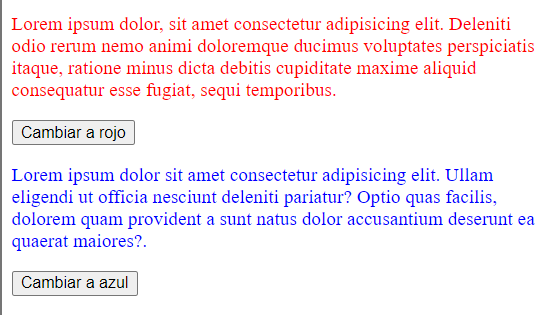 Lorem ipsum dolor, sit amet consectetur adipisicing elit. Deleniti
odio rerum nemo animi doloremque ducimus voluptates perspiciatis
itaque, ratione minus dicta debitis cupiditate maxime aliquid
consequatur esse fugiat, sequi temporibus.
Cambiar a rojo
Lorem ipsum dolor sit amet consectetur adipisicing elit. Ullam
eligendi ut officia nesciunt deleniti pariatur? Optio quas facilis,
dolorem quam provident a sunt natus dolor accusantium deserunt ea
quaerat maiores?.
Cambiar a azul